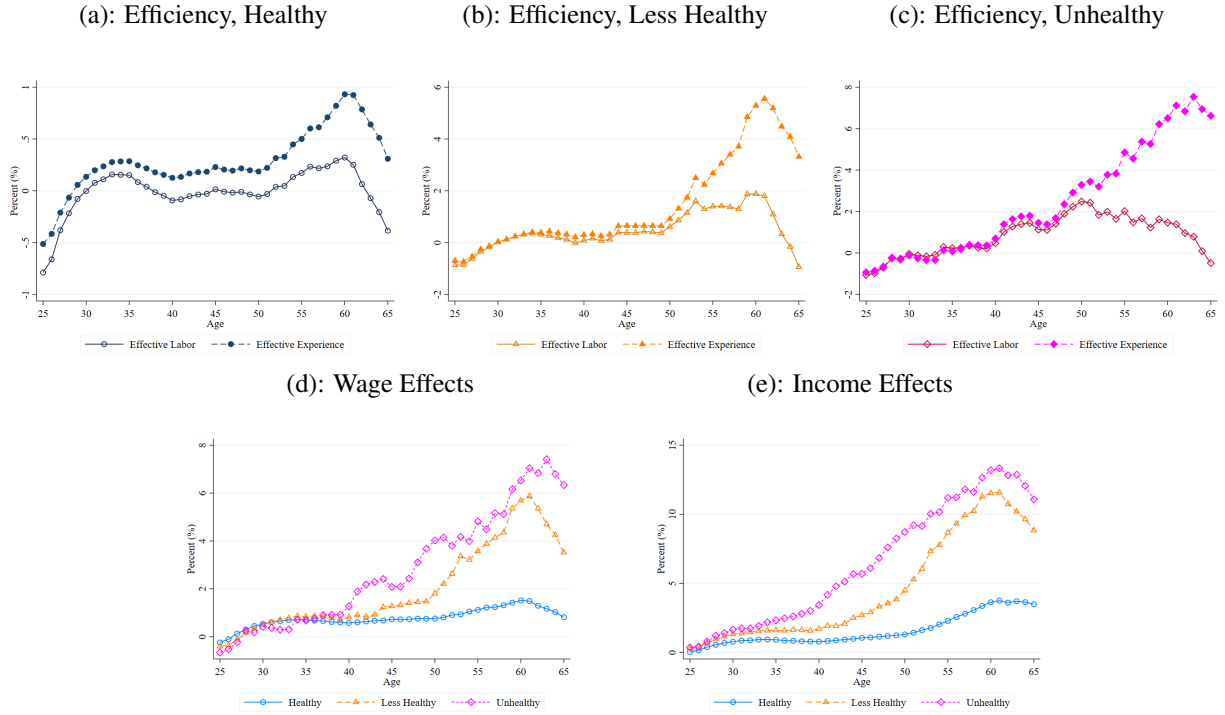 (a): Efficiency, Healthy
(b): Efficiency, Less Healthy
(c): Efficiency, Unhealthy
Percent (%)
1
.5
0
-.5
-1
25 30 35 40 45 50 55 60 65
Age
Effective Labor Effective Experience
Percent (%)
6
4
2
0
-2
25 30 35 40 45 50 55 60 65
Age
Effective Labor Effective Experience
Percent (%)
8
6
4
2
0
-2
25 30 35 40 45 50 55 60 65
Age
Effective Labor Effective Experience
(d): Wage Effects
(e): Income Effects
Percent (%)
8
6
4
2
0
25 30 35 40 45 50 55 60 65
Age
Healthy Less Healthy Unhealthy
Percent (%)
15
10
5
0
25 30 35 40 45 50 55 60 65
Age
Healthy Less Healthy Unhealthy